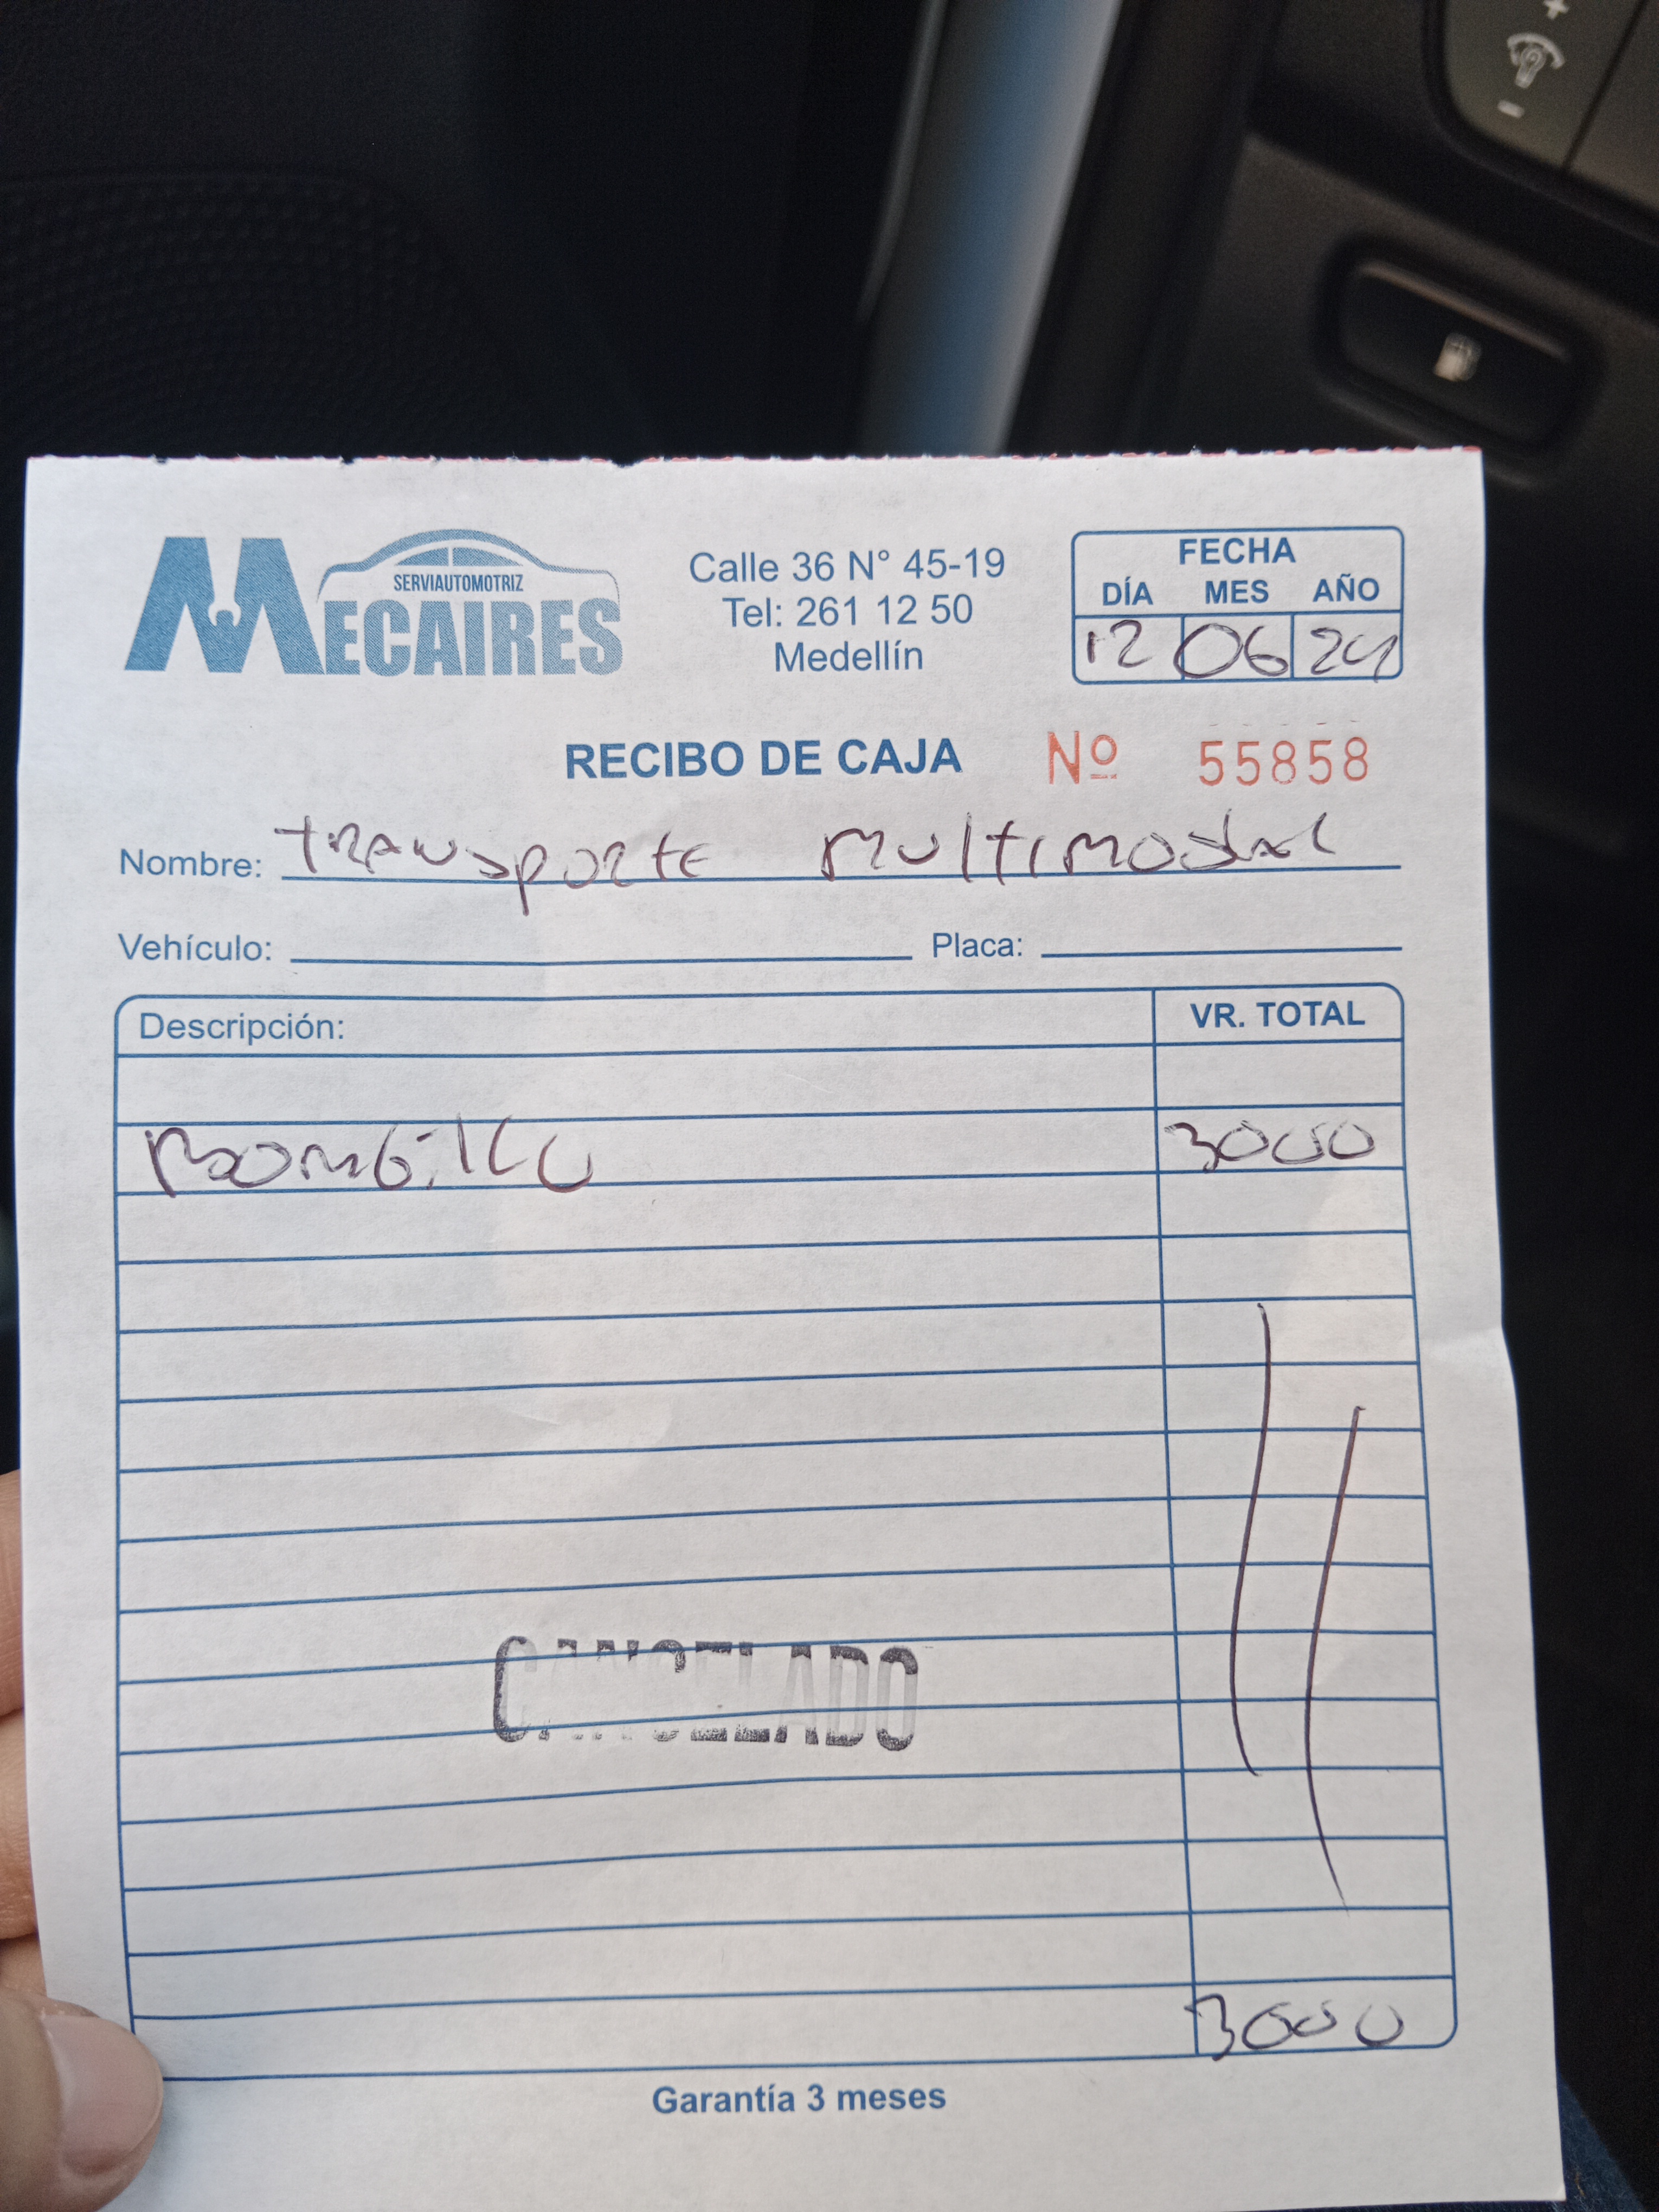 SERVIAUTOMOTRIZ
MECAIRES
Calle 36 N° 45-19
Tel: 261 12 50
Medellín
FECHA
DÍA MES AÑO
12 06 24
RECIBO DE CAJA Nº 55858
Nombre: Transporte multimodal
Vehículo: Placa:
Descripción: VR. TOTAL
Bombillo 3000
CANCELADO
3000
Garantía 3 meses